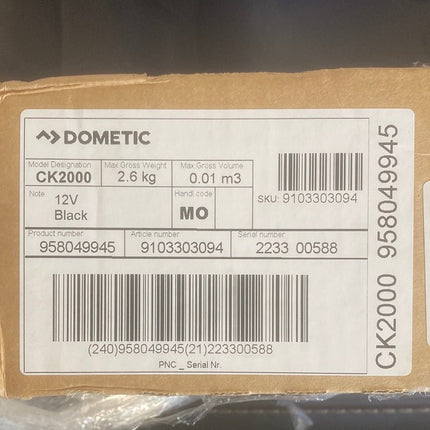 DOMETIC
Model Designation Max.Gross Weight Max.Gross Volume
CK2000 2.6 kg 0.01 m3
Note 12V Handl.code
Black MO
SKU: 9103303094
Product number Article number Serial number
958049945 9103303094 2233 00588
(240)958049945(21)223300588
PNC _ Serial Nr.
CK2000 958049945